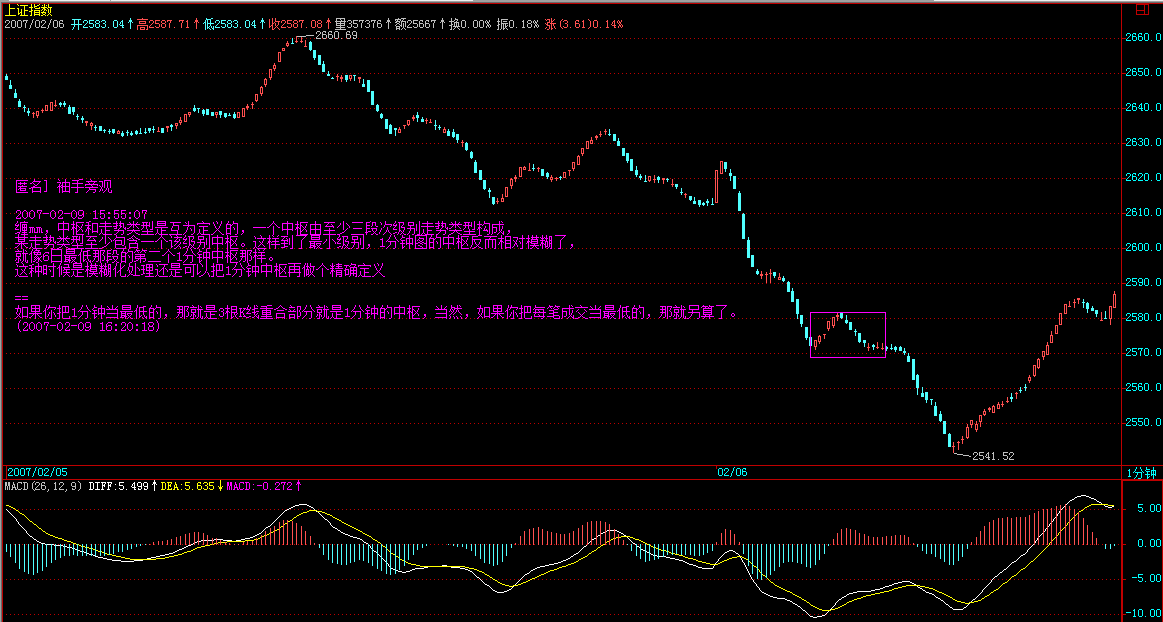 上证指数
2007/02/06 开2583.04↑高2587.71↑低2583.04↑收2587.08↑量357376↑额25667↑换0.00% 振0.18% 涨(3.61)0.14%
2660.69
2660.0
2650.0
2640.0
2630.0
2620.0
2610.0
2600.0
2590.0
2580.0
2570.0
2560.0
2550.0
匿名] 袖手旁观
2007-02-09 15:55:07
缠mm，中枢和走势类型是互为定义的，一个中枢由至少三段次级别走势类型构成，
某走势类型至少包含一个该级别中枢。这样到了最小级别，1分钟图的中枢反而相对模糊了，
就像6日最低那段的第二个1分钟中枢那样。
这种时候是模糊化处理还是可以把1分钟中枢再做个精确定义
==
如果你把1分钟当最低的，那就是3根K线重合部分就是1分钟的中枢，当然，如果你把每笔成交当最低的，那就另算了。
(2007-02-09 16:20:18)
2541.52
2007/02/05
02/06
1分钟
MACD(26,12,9) DIFF:5.499↑DEA:5.635↓MACD:-0.272↑
5.00
0.00
-5.00
-10.00